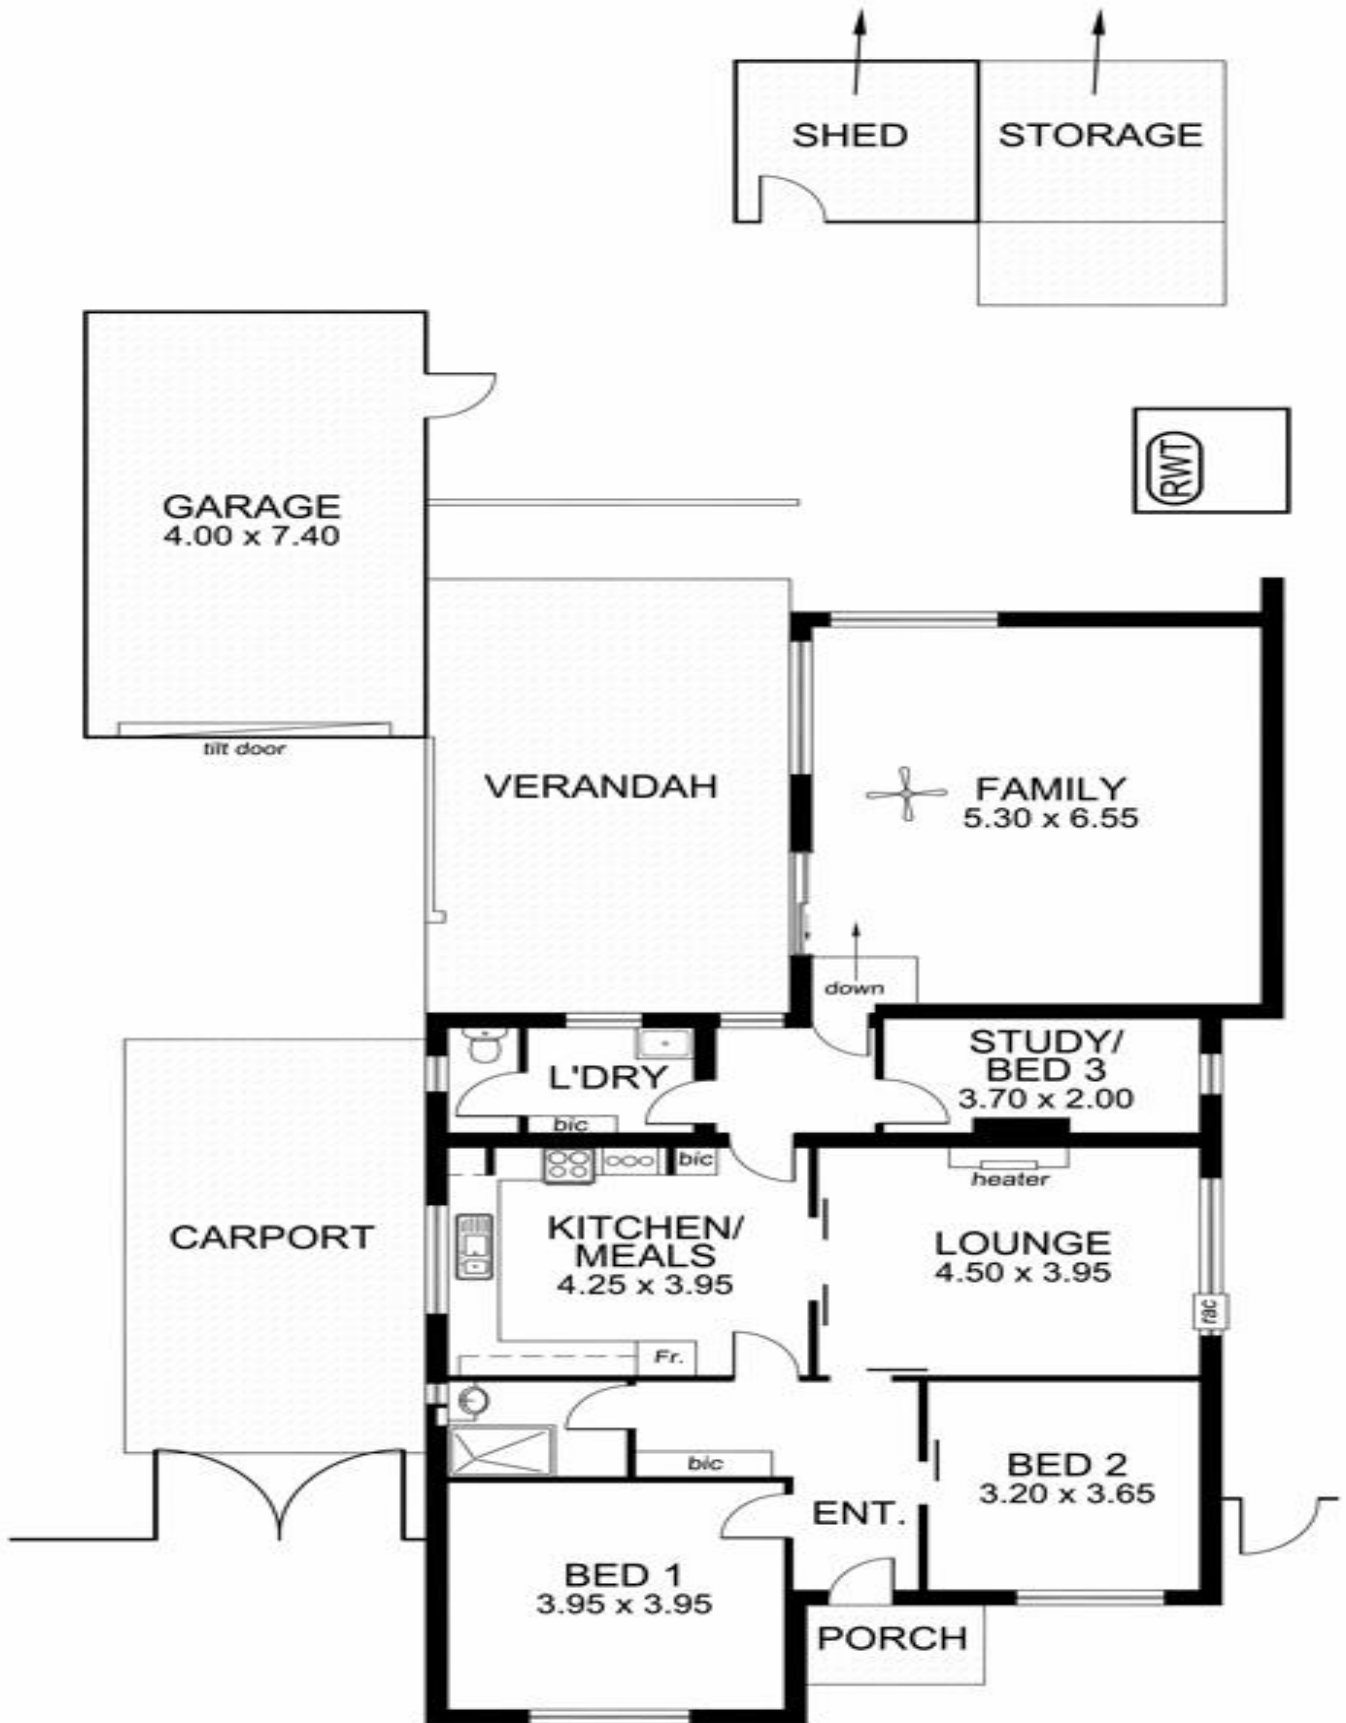 SHED
STORAGE
RWT
GARAGE
4.00 x 7.40
tilt door
VERANDAH
FAMILY
5.30 x 6.55
down
STUDY/
BED 3
3.70 x 2.00
L'DRY
bic
bic
heater
KITCHEN/
MEALS
4.25 x 3.95
LOUNGE
4.50 x 3.95
rac
CARPORT
Fr.
bic
BED 2
3.20 x 3.65
ENT.
BED 1
3.95 x 3.95
PORCH